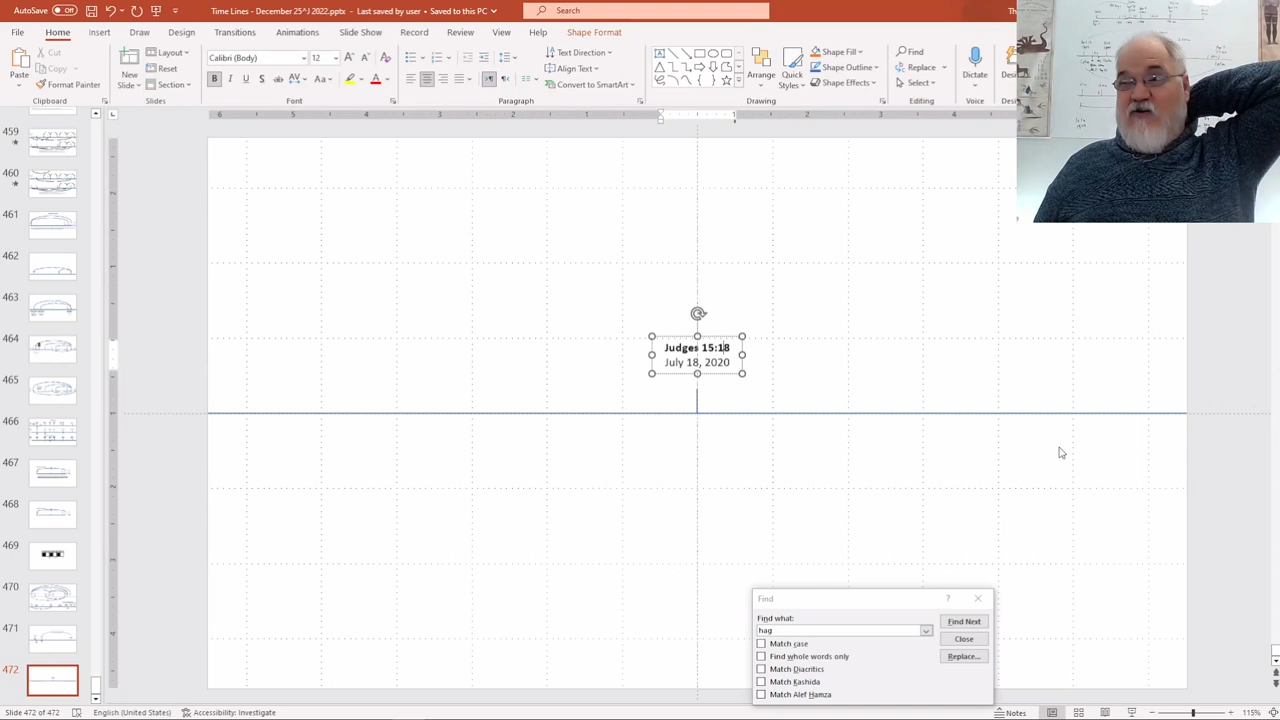 AutoSave Off Time Lines - December 25^J 2022.pptx - Last saved by user • Saved to this PC Search
File Home Insert Draw Design Transitions Animations Slide Show Record Review View Help Shape Format
Paste
Cut
Copy
Format Painter
Clipboard
New
Slide
Layout
Reset
Section
Slides
Calibri (Body) 12
Font
Text Direction
Align Text
Convert to SmartArt
Paragraph
Arrange
Quick
Styles
Shape Fill
Shape Outline
Shape Effects
Drawing
Find
Replace
Select
Editing
Dictate
Voice
459
460
461
462
463
464
465
466
467
468
469
470
471
472
Judges 15:18
July 18, 2020
Find
Find what:
hag
Match case
Find whole words only
Match Diacritics
Match Kashida
Match Alef Hamza
Find Next
Close
Replace...
Slide 472 of 472 English (United States) Accessibility: Investigate Notes 115%